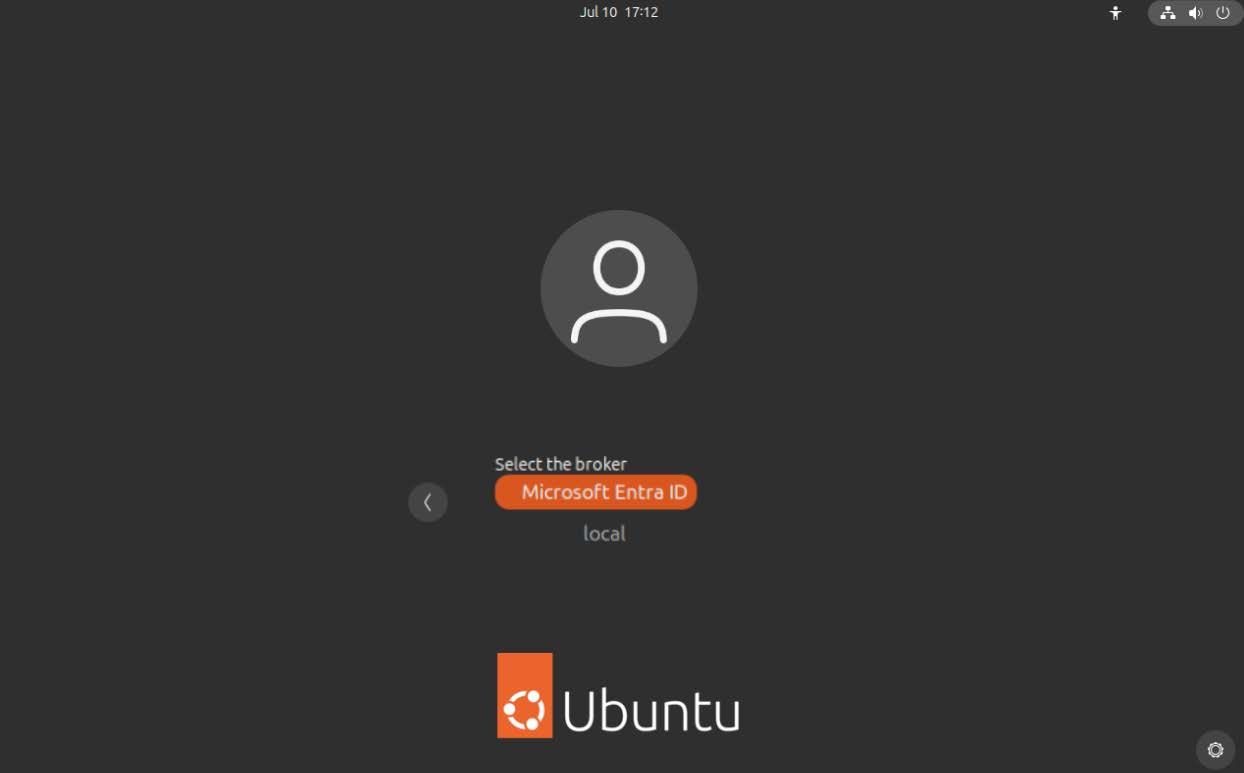 Jul 10 17:12
Select the broker
Microsoft Entra ID
local
Ubuntu